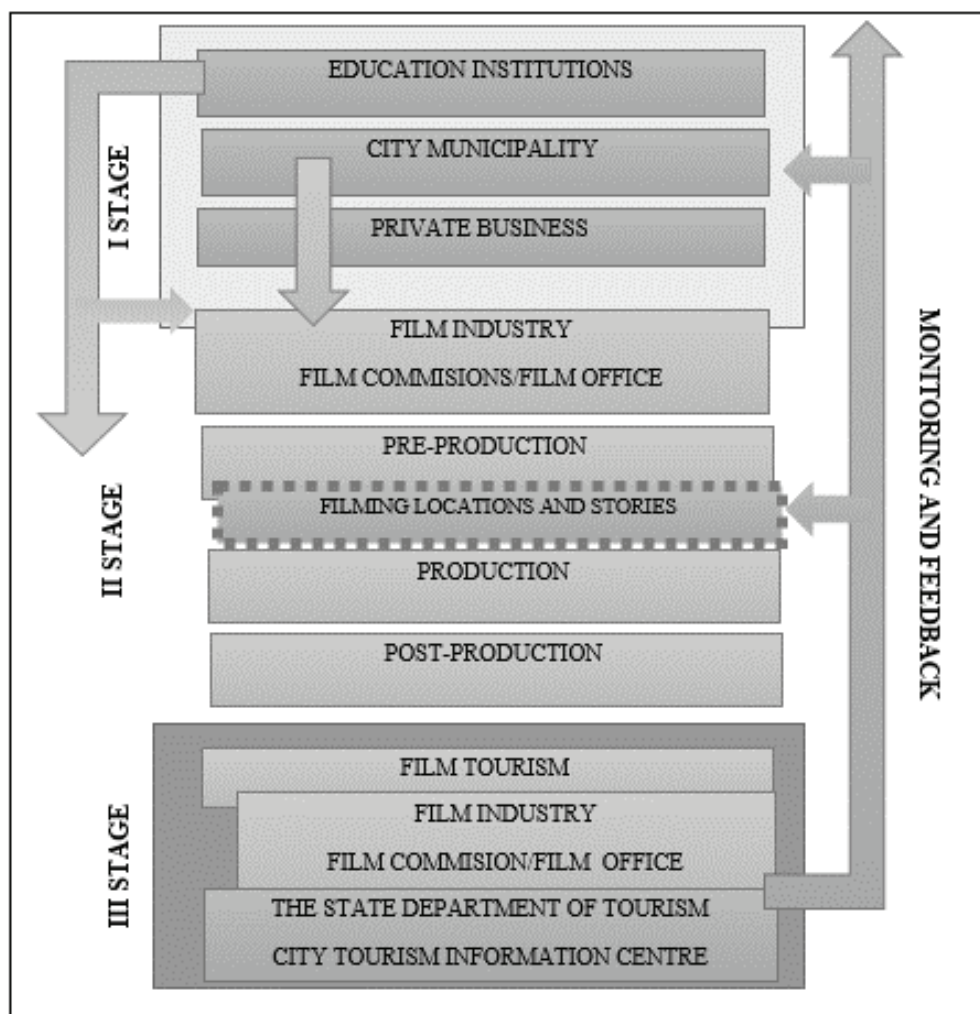 EDUCATION INSTITUTIONS
CITY MUNICIPALITY
PRIVATE BUSINESS
I STAGE
FILM INDUSTRY
FILM COMMISIONS/FILM OFFICE
PRE-PRODUCTION
FILMING LOCATIONS AND STORIES
II STAGE
PRODUCTION
POST-PRODUCTION
FILM TOURISM
FILM INDUSTRY
FILM COMMISION/FILM OFFICE
III STAGE
THE STATE DEPARTMENT OF TOURISM
CITY TOURISM INFORMATION CENTRE
MONITORING AND FEEDBACK